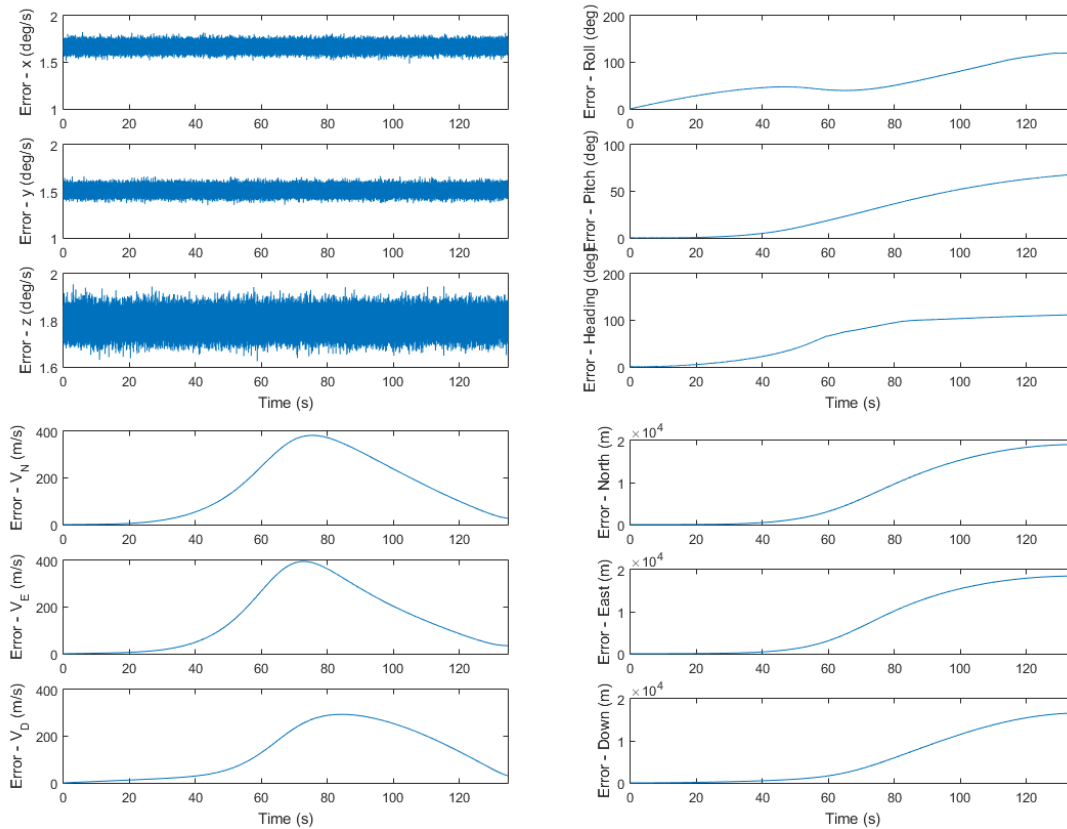 Error - x (deg/s)
2
1.5
1
0 20 40 60 80 100 120
Error - y (deg/s)
2
1.5
1
0 20 40 60 80 100 120
Error - z (deg/s)
2
1.8
1.6
0 20 40 60 80 100 120
Time (s)
Error - Roll (deg)
200
100
0
0 20 40 60 80 100 120
Error - Pitch (deg)
100
50
0
0 20 40 60 80 100 120
Error - Heading (deg)
200
100
0
0 20 40 60 80 100 120
Time (s)
Error - V_N (m/s)
400
200
0
0 20 40 60 80 100 120
Error - V_E (m/s)
400
200
0
0 20 40 60 80 100 120
Error - V_D (m/s)
400
200
0
0 20 40 60 80 100 120
Time (s)
× 10^4
Error - North (m)
2
1
0
0 20 40 60 80 100 120
× 10^4
Error - East (m)
2
1
0
0 20 40 60 80 100 120
× 10^4
Error - Down (m)
2
1
0
0 20 40 60 80 100 120
Time (s)